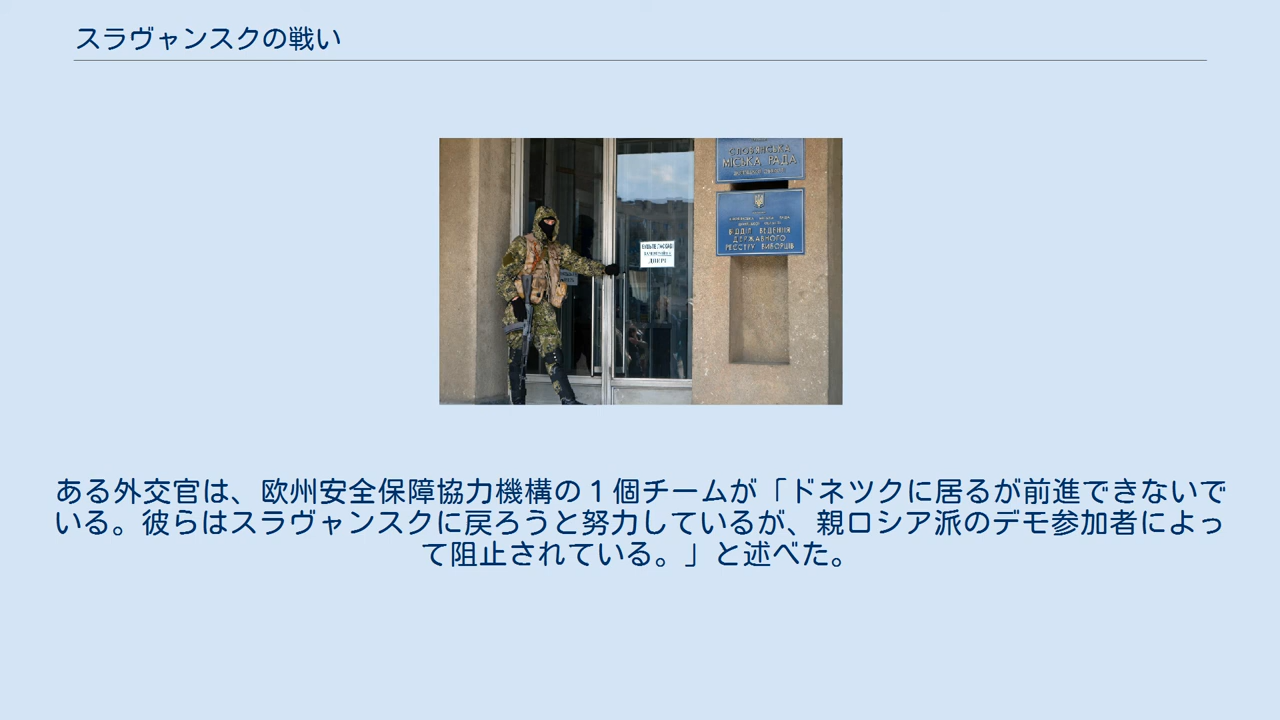 スラヴャンスクの戦い
СЛОВ'ЯНСЬКА
МІСЬКА РАДА
ВІДДІЛ ВЕДЕННЯ
ДЕРЖАВНОГО
РЕЄСТРУ ВИБОРЦІВ
ДВЕРІ
ある外交官は、欧州安全保障協力機構の１個チームが「ドネツクに居るが前進できないで
いる。彼らはスラヴャンスクに戻ろうと努力しているが、親ロシア派のデモ参加者によっ
て阻止されている。」と述べた。